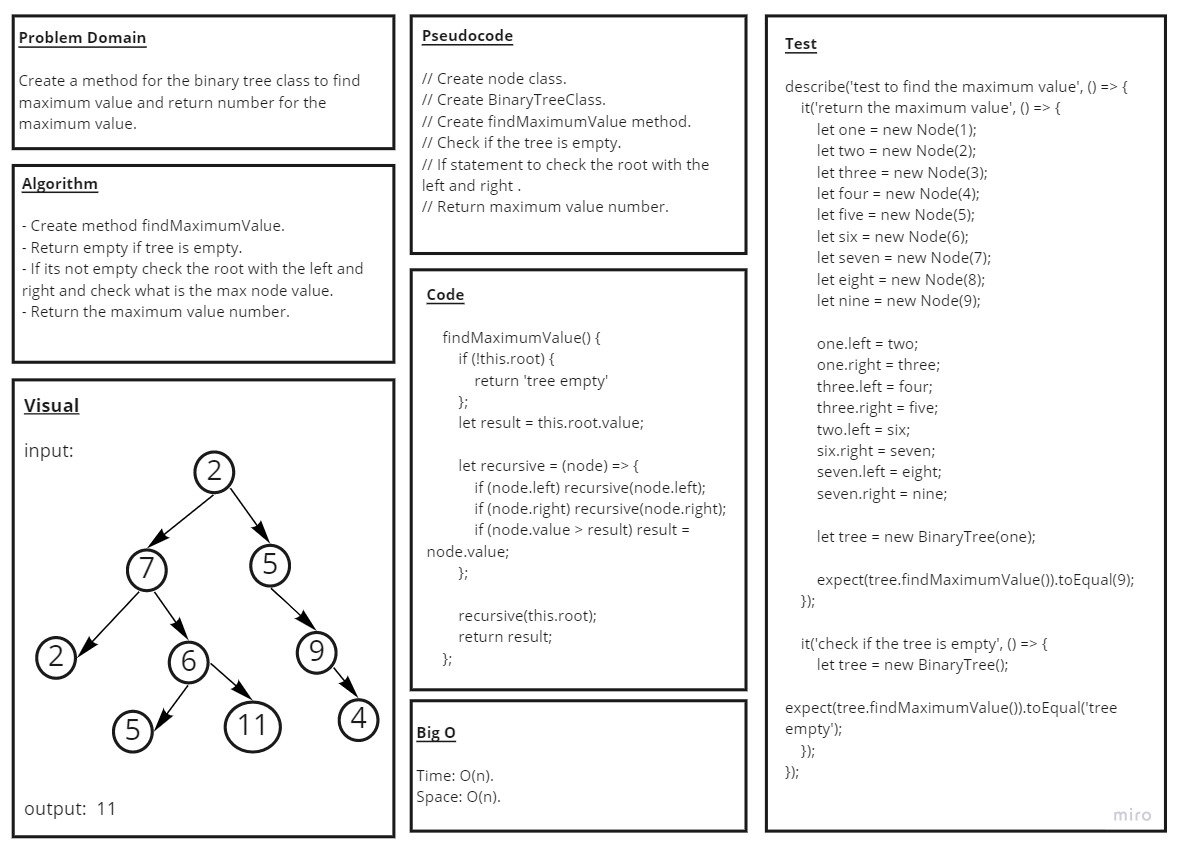 Problem Domain
Create a method for the binary tree class to find
maximum value and return number for the
maximum value.
Algorithm
- Create method findMaximumValue.
- Return empty if tree is empty.
- If its not empty check the root with the left and
right and check what is the max node value.
- Return the maximum value number.
Visual
input:
2
7
5
2
6
9
5
11
4
output:  11
Pseudocode
// Create node class.
// Create BinaryTreeClass.
// Create findMaximumValue method.
// Check if the tree is empty.
// If statement to check the root with the
left and right .
// Return maximum value number.
Code
findMaximumValue() {
if (!this.root) {
return 'tree empty'
};
let result = this.root.value;
let recursive = (node) => {
if (node.left) recursive(node.left);
if (node.right) recursive(node.right);
if (node.value > result) result =
node.value;
};
recursive(this.root);
return result;
};
Big O
Time: O(n).
Space: O(n).
Test
describe('test to find the maximum value', () => {
it('return the maximum value', () => {
let one = new Node(1);
let two = new Node(2);
let three = new Node(3);
let four = new Node(4);
let five = new Node(5);
let six = new Node(6);
let seven = new Node(7);
let eight = new Node(8);
let nine = new Node(9);
one.left = two;
one.right = three;
three.left = four;
three.right = five;
two.left = six;
six.right = seven;
seven.left = eight;
seven.right = nine;
let tree = new BinaryTree(one);
expect(tree.findMaximumValue()).toEqual(9);
});
it('check if the tree is empty', () => {
let tree = new BinaryTree();
expect(tree.findMaximumValue()).toEqual('tree
empty');
});
});
miro